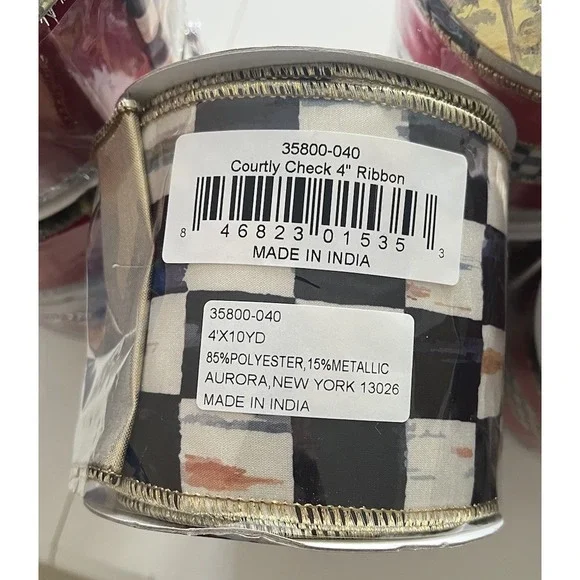 35800-040
Courtly Check 4" Ribbon
8 46823 01535 3
MADE IN INDIA
35800-040
4'X10YD
85%POLYESTER,15%METALLIC
AURORA,NEW YORK 13026
MADE IN INDIA